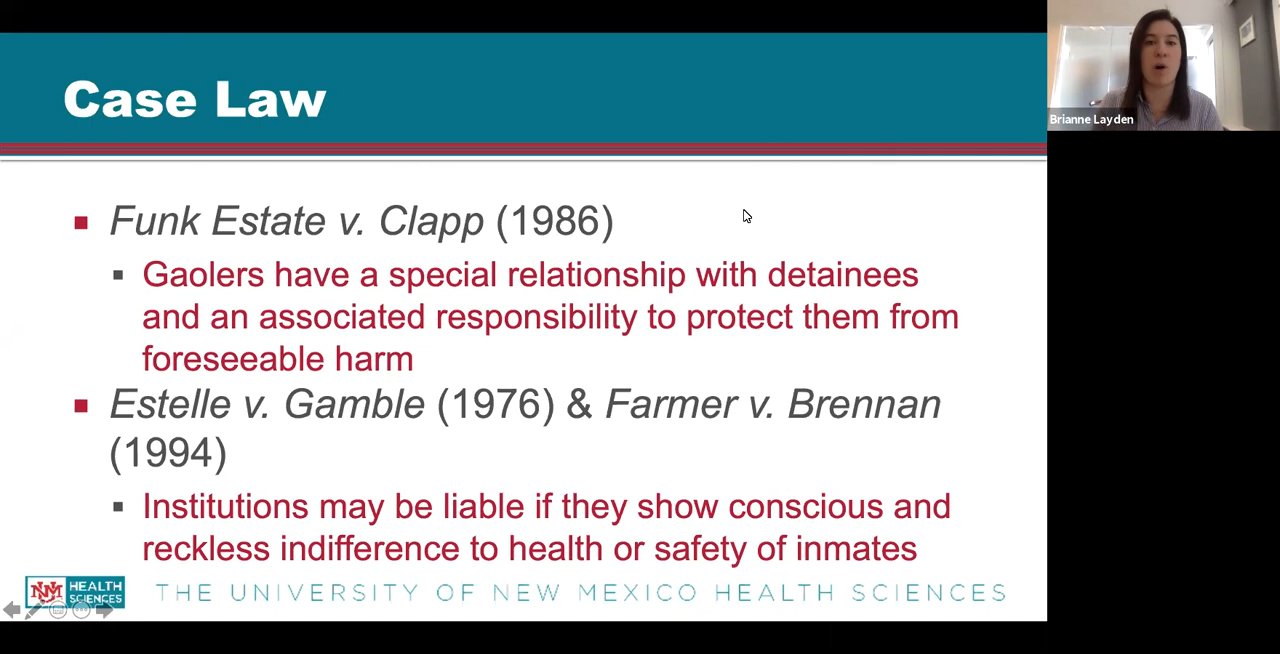 Case Law
Brianne Layden
Funk Estate v. Clapp (1986)
Gaolers have a special relationship with detainees
and an associated responsibility to protect them from
foreseeable harm
Estelle v. Gamble (1976) & Farmer v. Brennan
(1994)
Institutions may be liable if they show conscious and
reckless indifference to health or safety of inmates
UNM HEALTH
SCIENCES
THE UNIVERSITY OF NEW MEXICO HEALTH SCIENCES